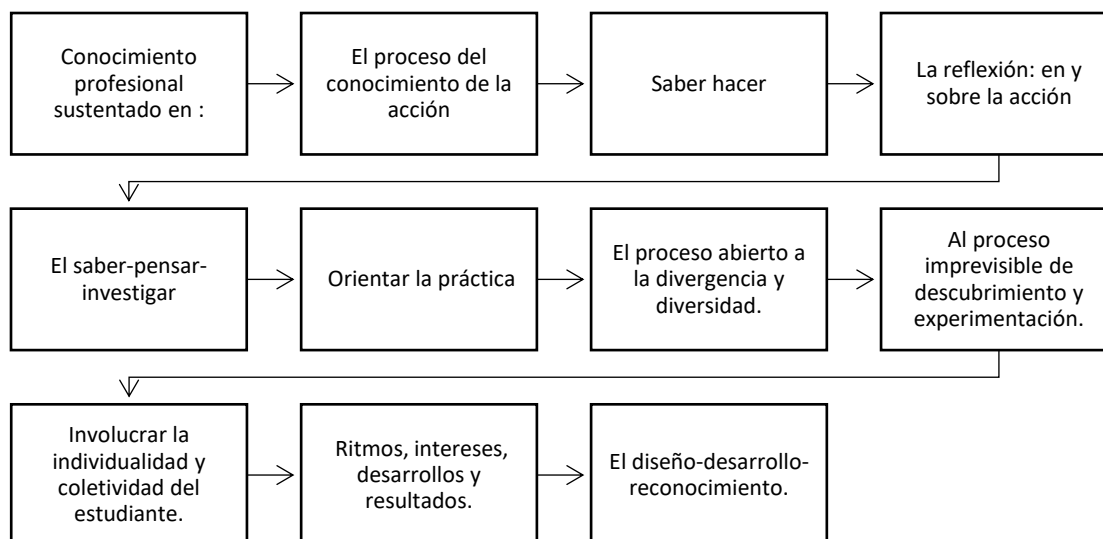 Conocimiento
profesional
sustentado en :
El proceso del
conocimiento de la
acción
Saber hacer
La reflexión: en y
sobre la acción
El saber-pensar-
investigar
Orientar la práctica
El proceso abierto a
la divergencia y
diversidad.
Al proceso
imprevisible de
descubrimiento y
experimentación.
Involucrar la
individualidad y
coletividad del
estudiante.
Ritmos, intereses,
desarrollos y
resultados.
El diseño-desarrollo-
reconocimiento.